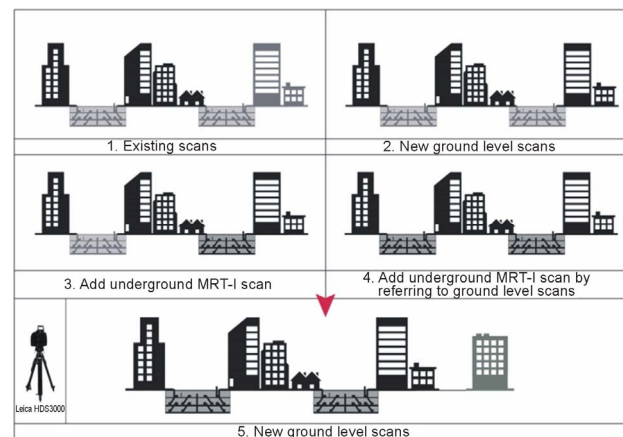 1. Existing scans
2. New ground level scans
3. Add underground MRT-I scan
4. Add underground MRT-I scan by
referring to ground level scans
Leica HDS3000
5. New ground level scans